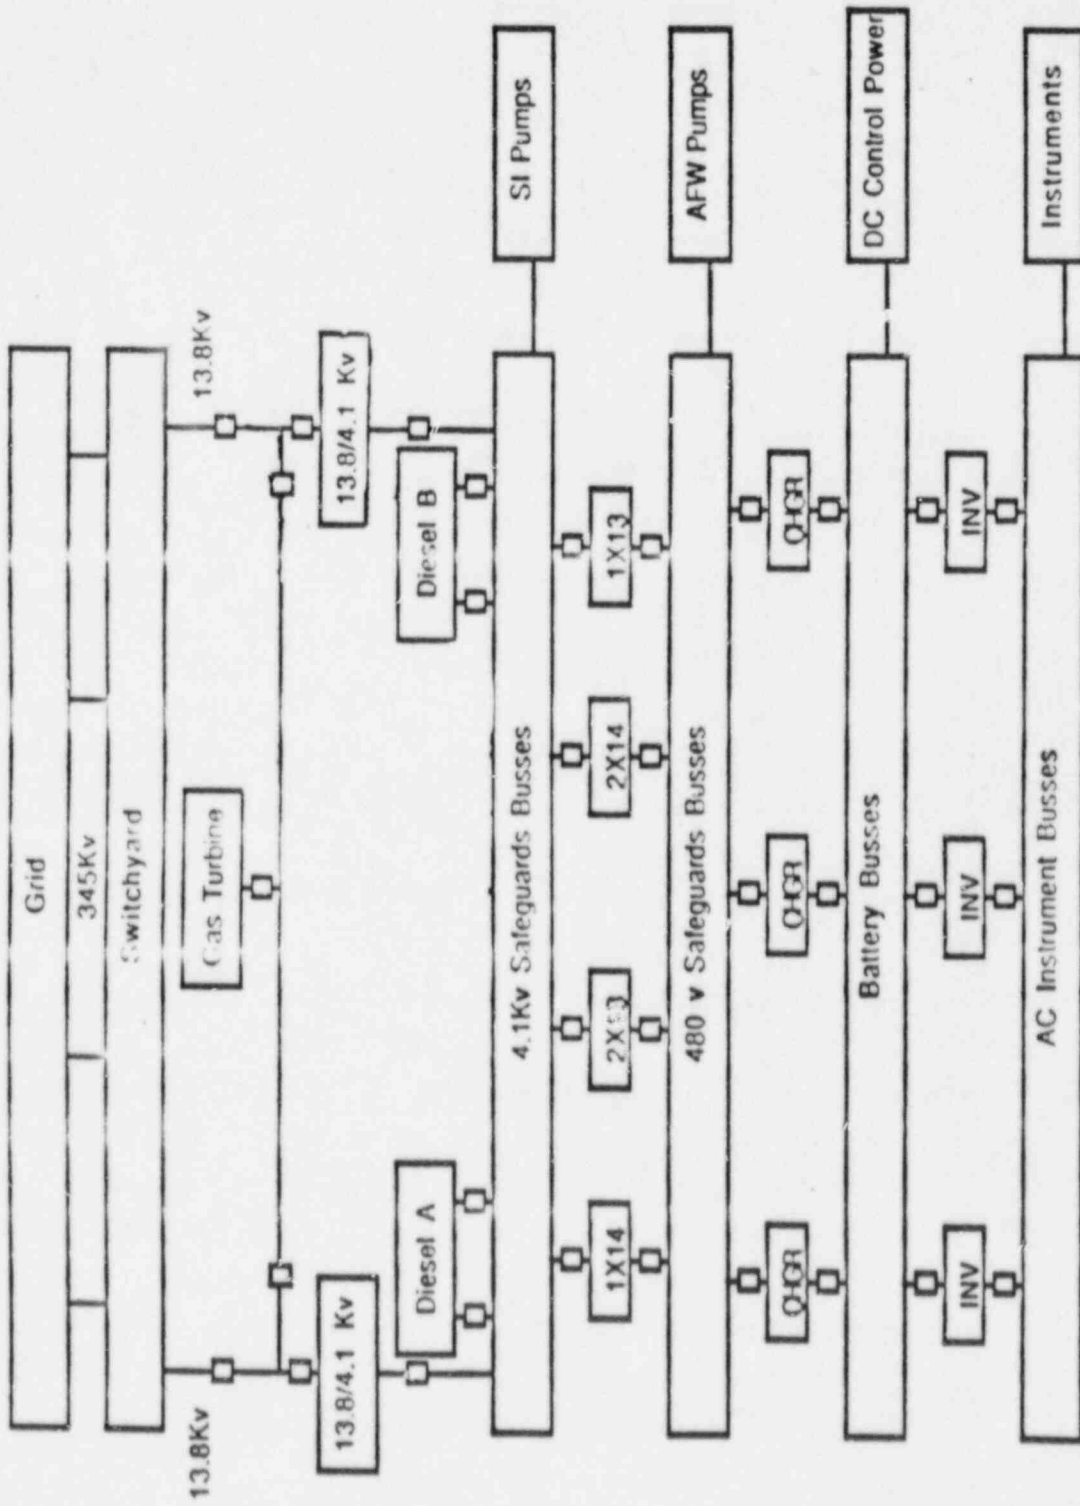 Grid
345Kv
Switchyard
13.8Kv
13.8Kv
Gas Turbine
13.8/4.1 Kv
13.8/4.1 Kv
Diesel A
Diesel B
4.1Kv Safeguards Busses
SI Pumps
1X14
2X14
1X13
480 v Safeguards Busses
AFW Pumps
CHGR
CHGR
CHGR
Battery Busses
DC Control Power
INV
INV
INV
AC Instrument Busses
Instruments